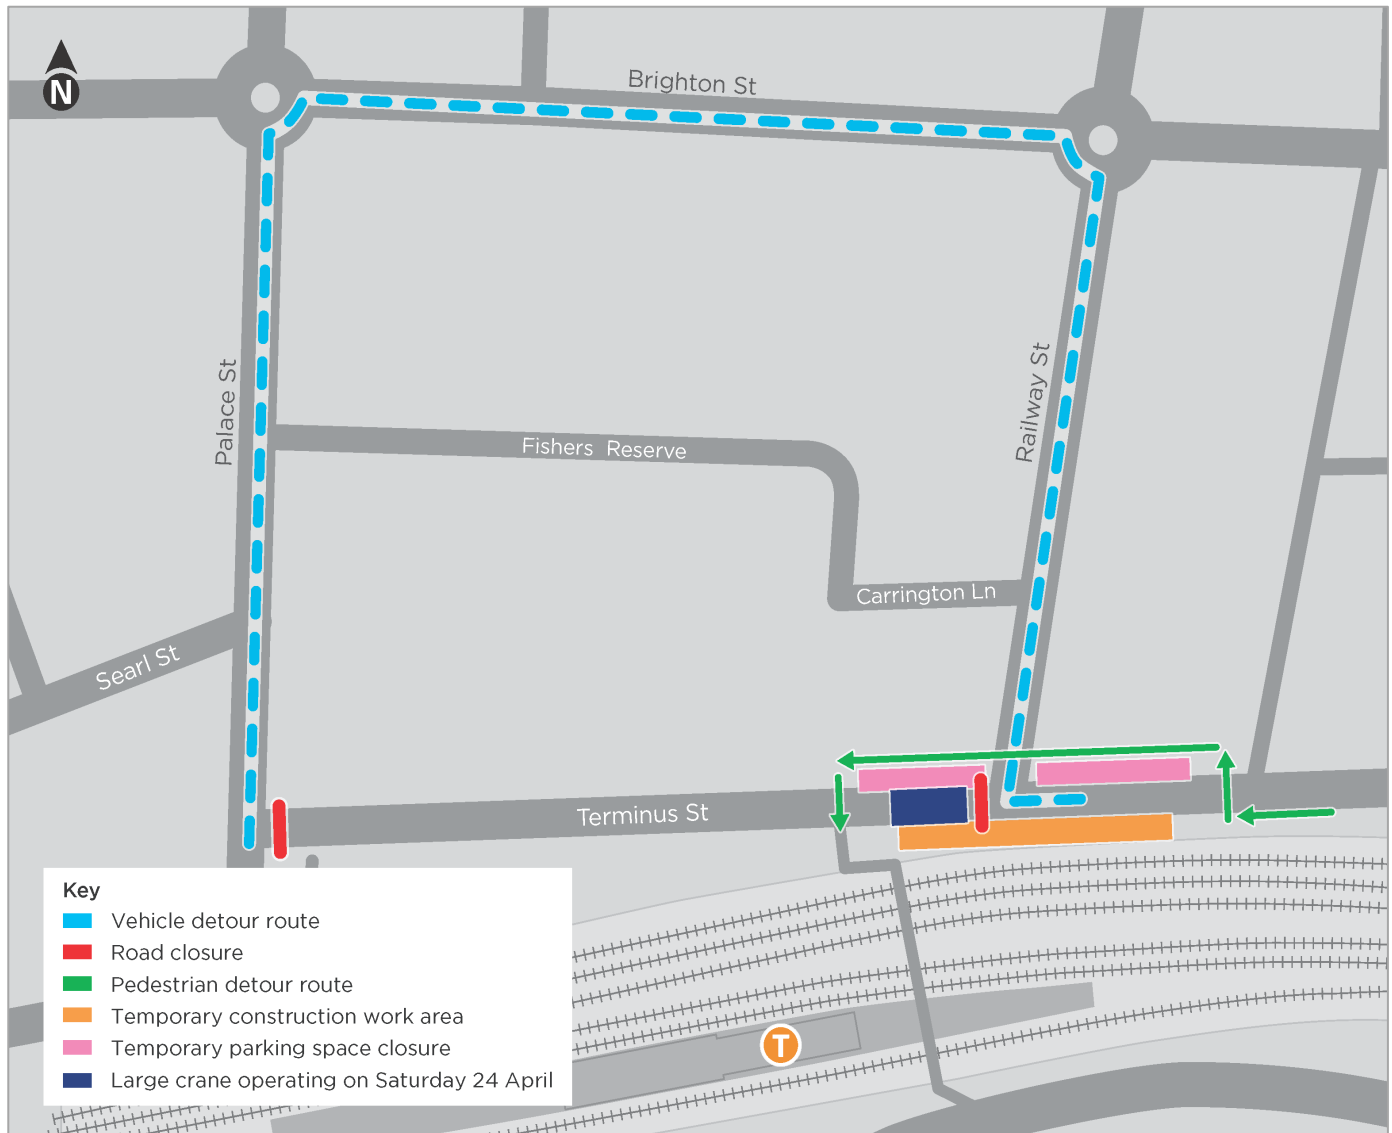 N
Brighton St
Palace St
Railway St
Fishers Reserve
Carrington Ln
Searl St
Terminus St
Key
Vehicle detour route
Road closure
Pedestrian detour route
Temporary construction work area
Temporary parking space closure
Large crane operating on Saturday 24 April
T